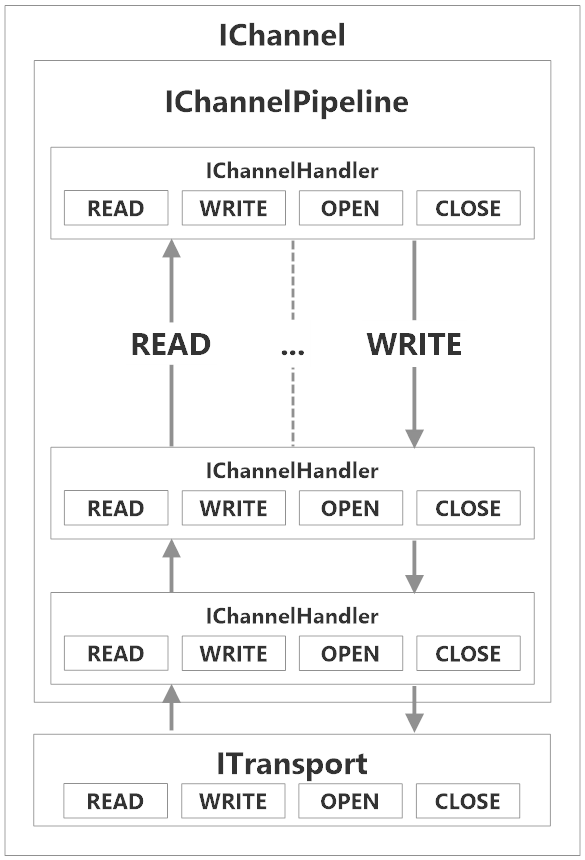 IChannel
IChannelPipeline
IChannelHandler
READ WRITE OPEN CLOSE
READ ... WRITE
IChannelHandler
READ WRITE OPEN CLOSE
IChannelHandler
READ WRITE OPEN CLOSE
ITransport
READ WRITE OPEN CLOSE